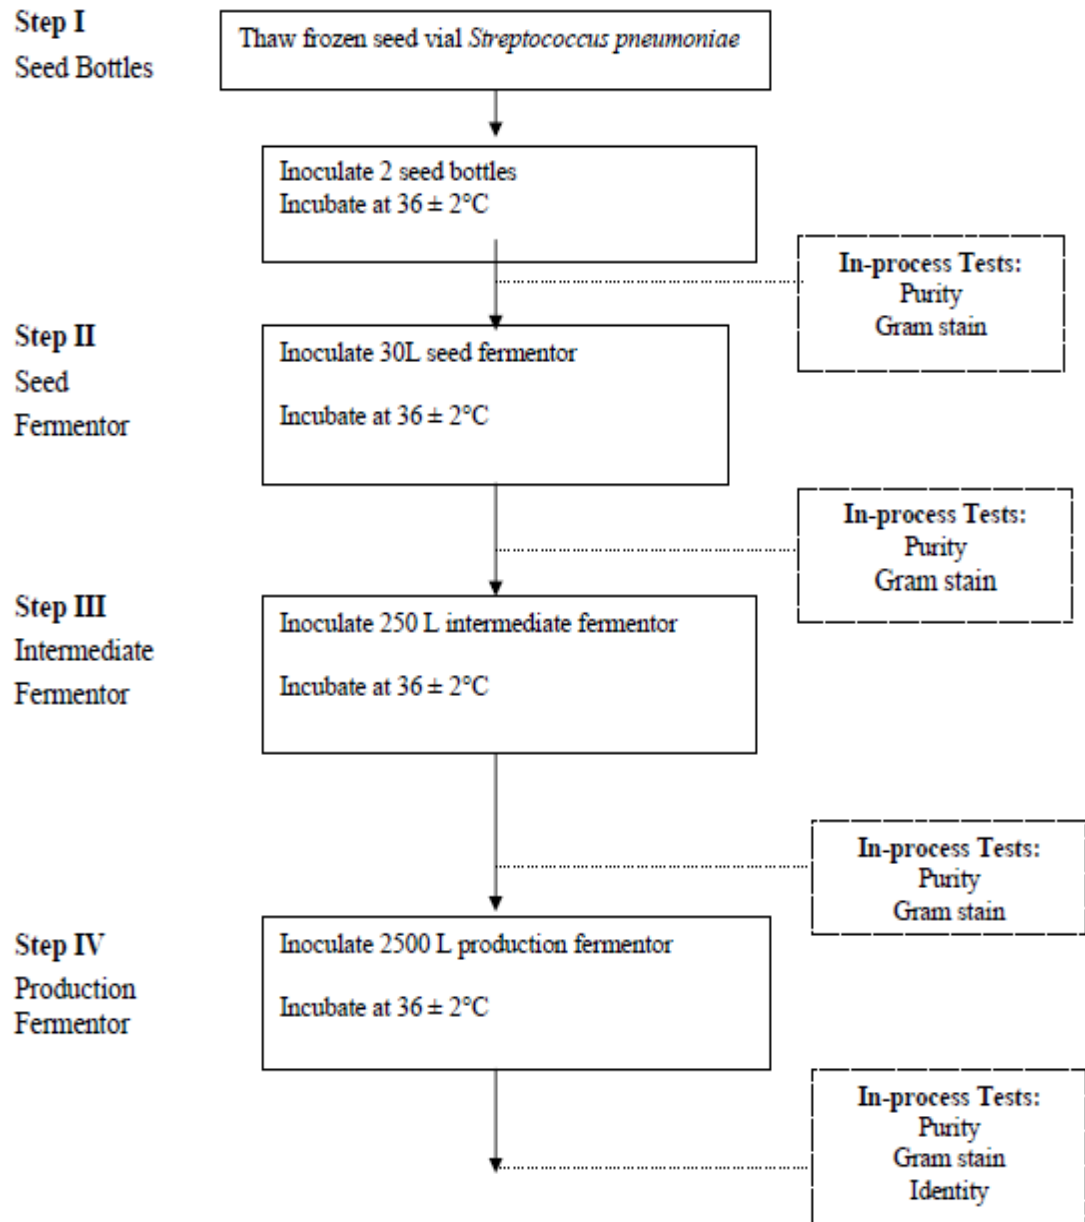 Step I
Seed Bottles
Thaw frozen seed vial Streptococcus pneumoniae
Inoculate 2 seed bottles
Incubate at 36 ± 2°C
In-process Tests:
Purity
Gram stain
Step II
Seed
Fermentor
Inoculate 30L seed fermentor
Incubate at 36 ± 2°C
In-process Tests:
Purity
Gram stain
Step III
Intermediate
Fermentor
Inoculate 250 L intermediate fermentor
Incubate at 36 ± 2°C
In-process Tests:
Purity
Gram stain
Step IV
Production
Fermentor
Inoculate 2500 L production fermentor
Incubate at 36 ± 2°C
In-process Tests:
Purity
Gram stain
Identity